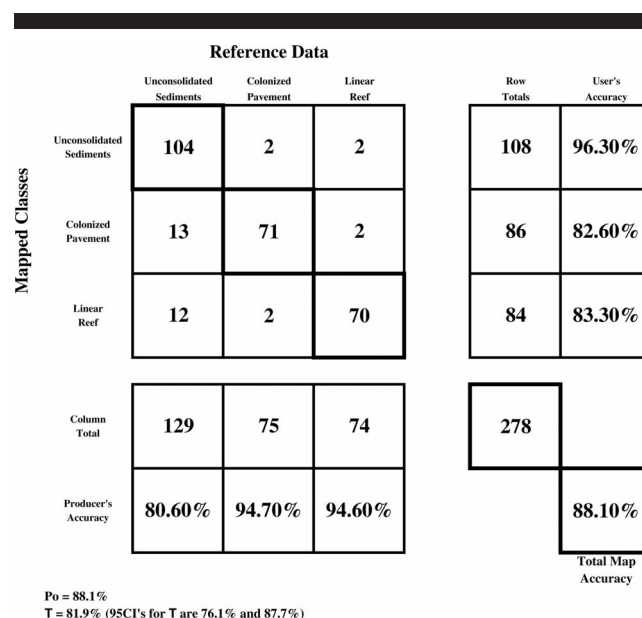 Reference Data
Unconsolidated Sediments
Colonized Pavement
Linear Reef
Row Totals
User's Accuracy
Mapped Classes
Unconsolidated Sediments
104 2 2 108 96.30%
Colonized Pavement
13 71 2 86 82.60%
Linear Reef
12 2 70 84 83.30%
Column Total
129 75 74 278
Producer's Accuracy
80.60% 94.70% 94.60% 88.10%
Total Map
Accuracy
Po = 88.1%
T = 81.9% (95CI's for T are 76.1% and 87.7%)